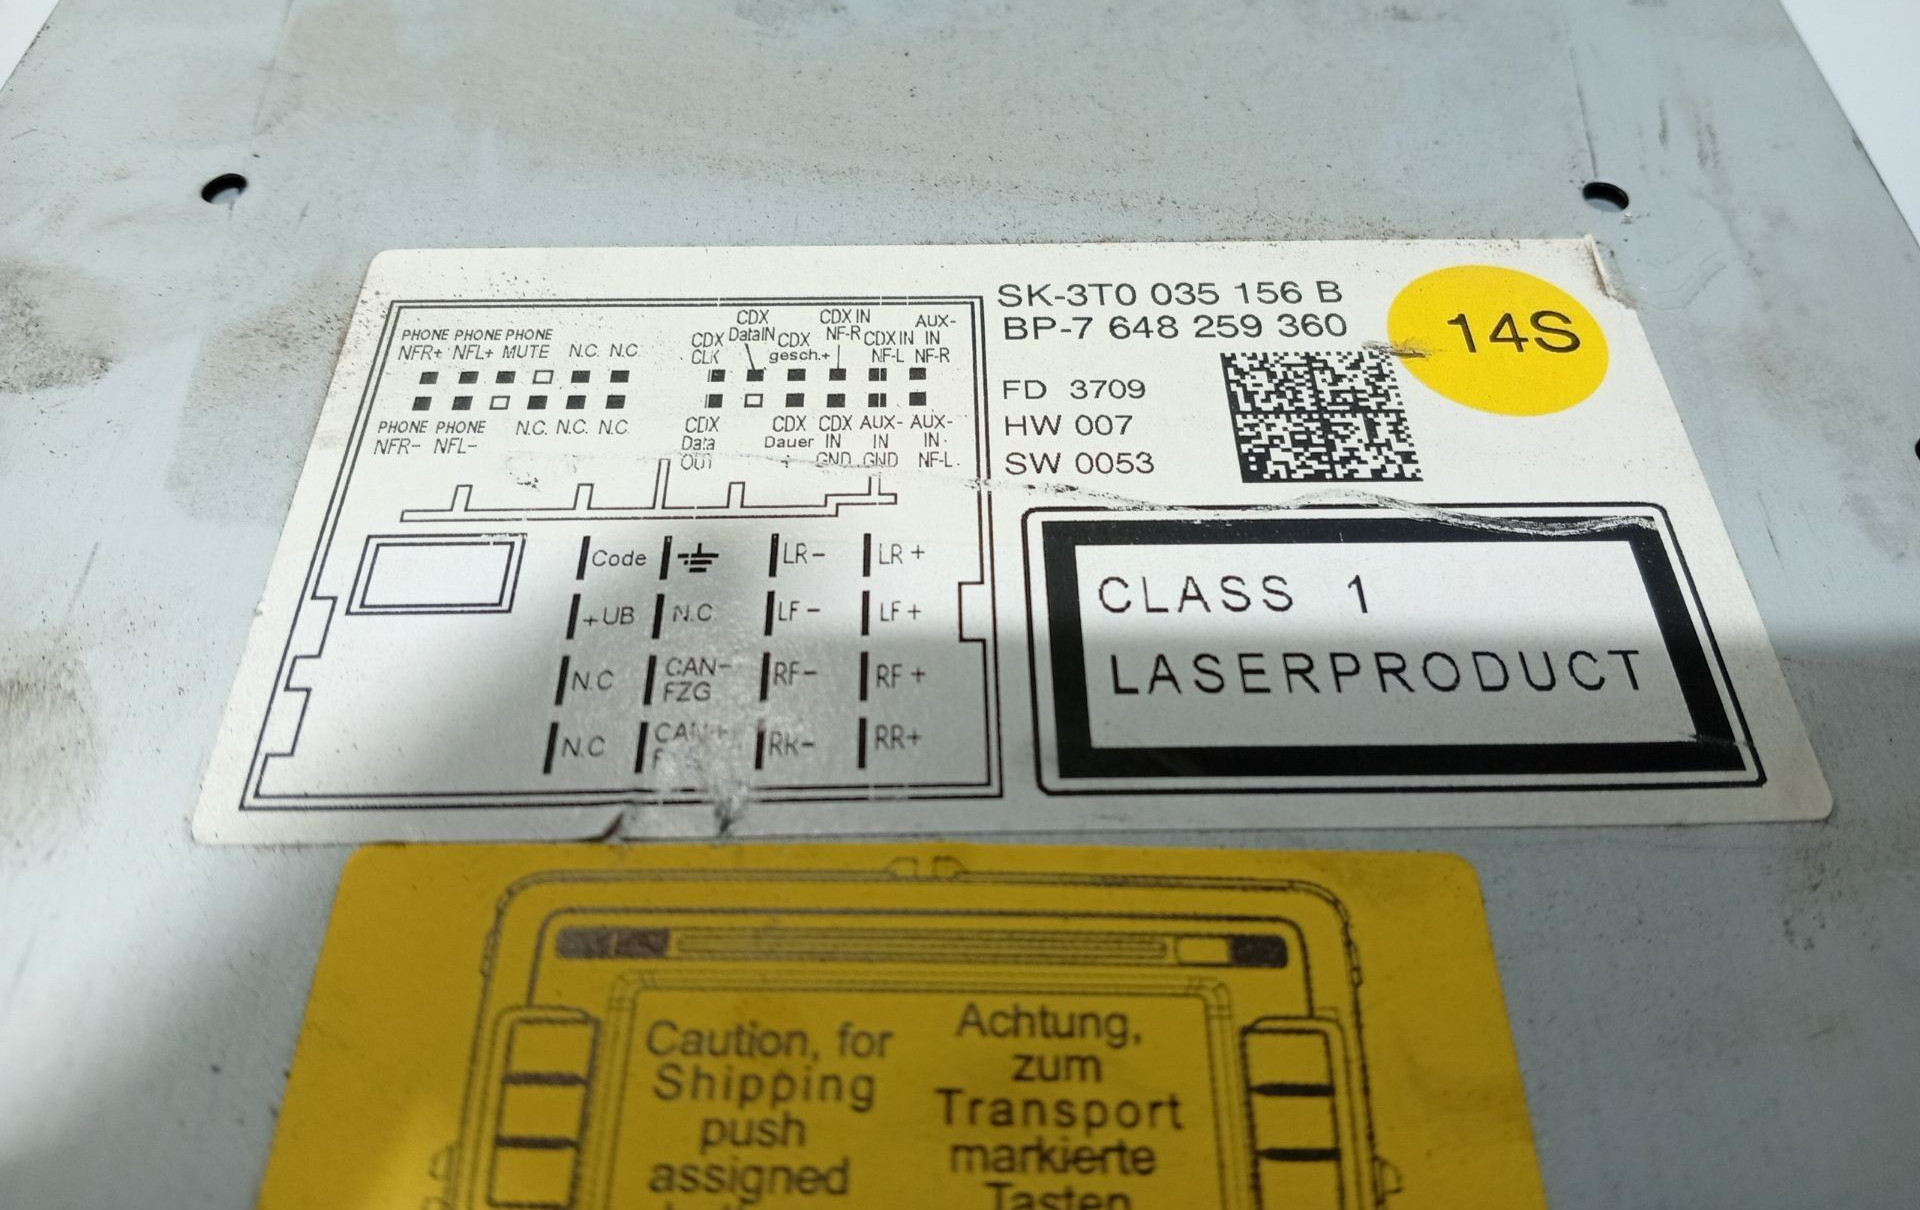 SK-3T0 035 156 B
BP-7 648 259 360
14S
FD 3709
HW 007
SW 0053
PHONE PHONE PHONE
NFR+ NFL+ MUTE N.C. N.C.
PHONE PHONE
NFR- NFL-
N.C. N.C. N.C.
CDX CLK
CDX DataIN
CDX gesch.+
CDX IN NF-R
CDX IN NF-L
AUX-IN NF-R
CDX Data Out
CDX Dauer +
CDX IN GND
AUX-IN GND
AUX-IN NF-L
Code LR- LR+
+UB N.C LF- LF+
N.C CAN-FZG RF- RF+
N.C RR+
CLASS 1
LASERPRODUCT
Caution, for
Shipping
push
assigned
Achtung,
zum
Transport
markierte
Tasten